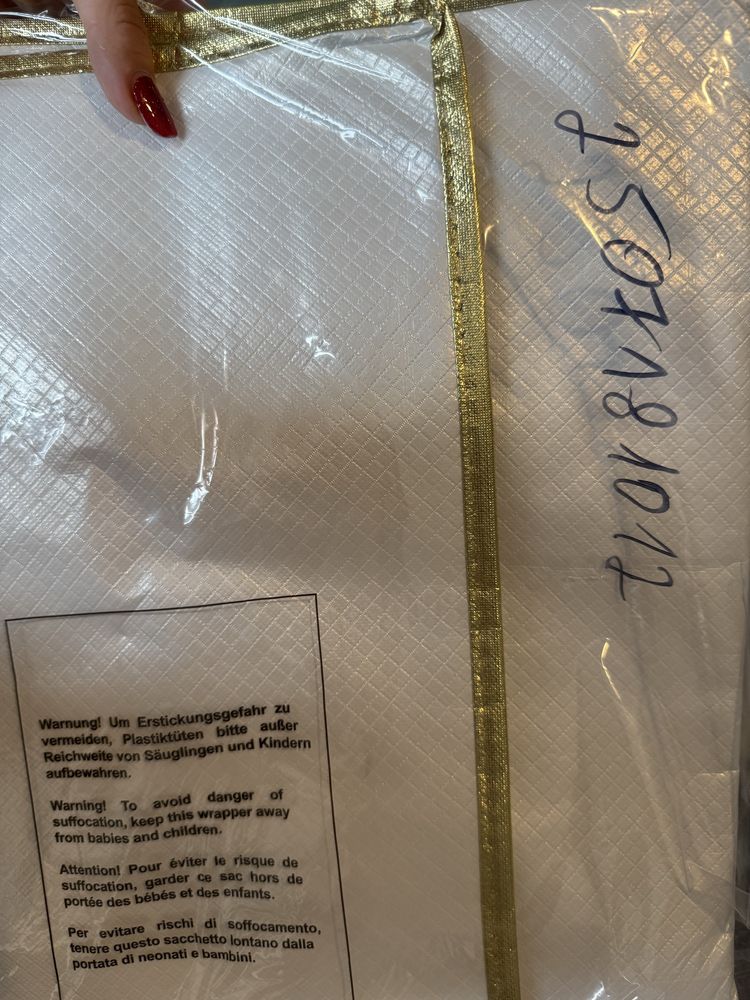 2507181012
Warnung! Um Erstickungsgefahr zu
vermeiden, Plastiktüten bitte außer
Reichweite von Säuglingen und Kindern
aufbewahren.
Warning! To avoid danger of
suffocation, keep this wrapper away
from babies and children.
Attention! Pour éviter le risque de
suffocation, garder ce sac hors de
portée des bébés et des enfants.
Per evitare rischi di soffocamento,
tenere questo sacchetto lontano dalla
portata di neonati e bambini.